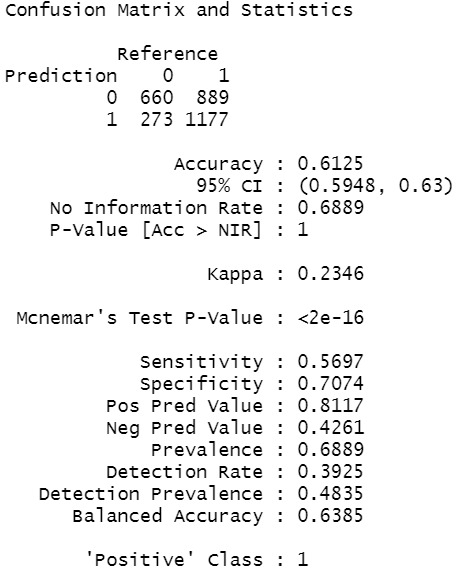 Confusion Matrix and Statistics
Reference
Prediction 0 1
0 660 889
1 273 1177
Accuracy : 0.6125
95% CI : (0.5948, 0.63)
No Information Rate : 0.6889
P-Value [Acc > NIR] : 1
Kappa : 0.2346
Mcnemar's Test P-Value : <2e-16
Sensitivity : 0.5697
Specificity : 0.7074
Pos Pred Value : 0.8117
Neg Pred Value : 0.4261
Prevalence : 0.6889
Detection Rate : 0.3925
Detection Prevalence : 0.4835
Balanced Accuracy : 0.6385
'Positive' Class : 1